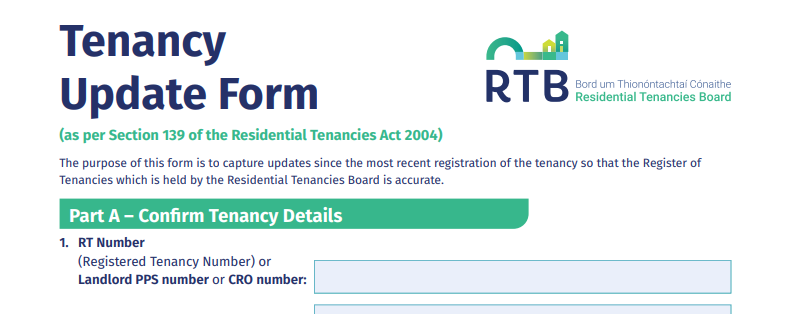 Tenancy
Update Form
RTB
Bord um Thionóntachtaí Cónaithe
Residential Tenancies Board
(as per Section 139 of the Residential Tenancies Act 2004)
The purpose of this form is to capture updates since the most recent registration of the tenancy so that the Register of
Tenancies which is held by the Residential Tenancies Board is accurate.
Part A – Confirm Tenancy Details
1. RT Number
(Registered Tenancy Number) or
Landlord PPS number or CRO number: